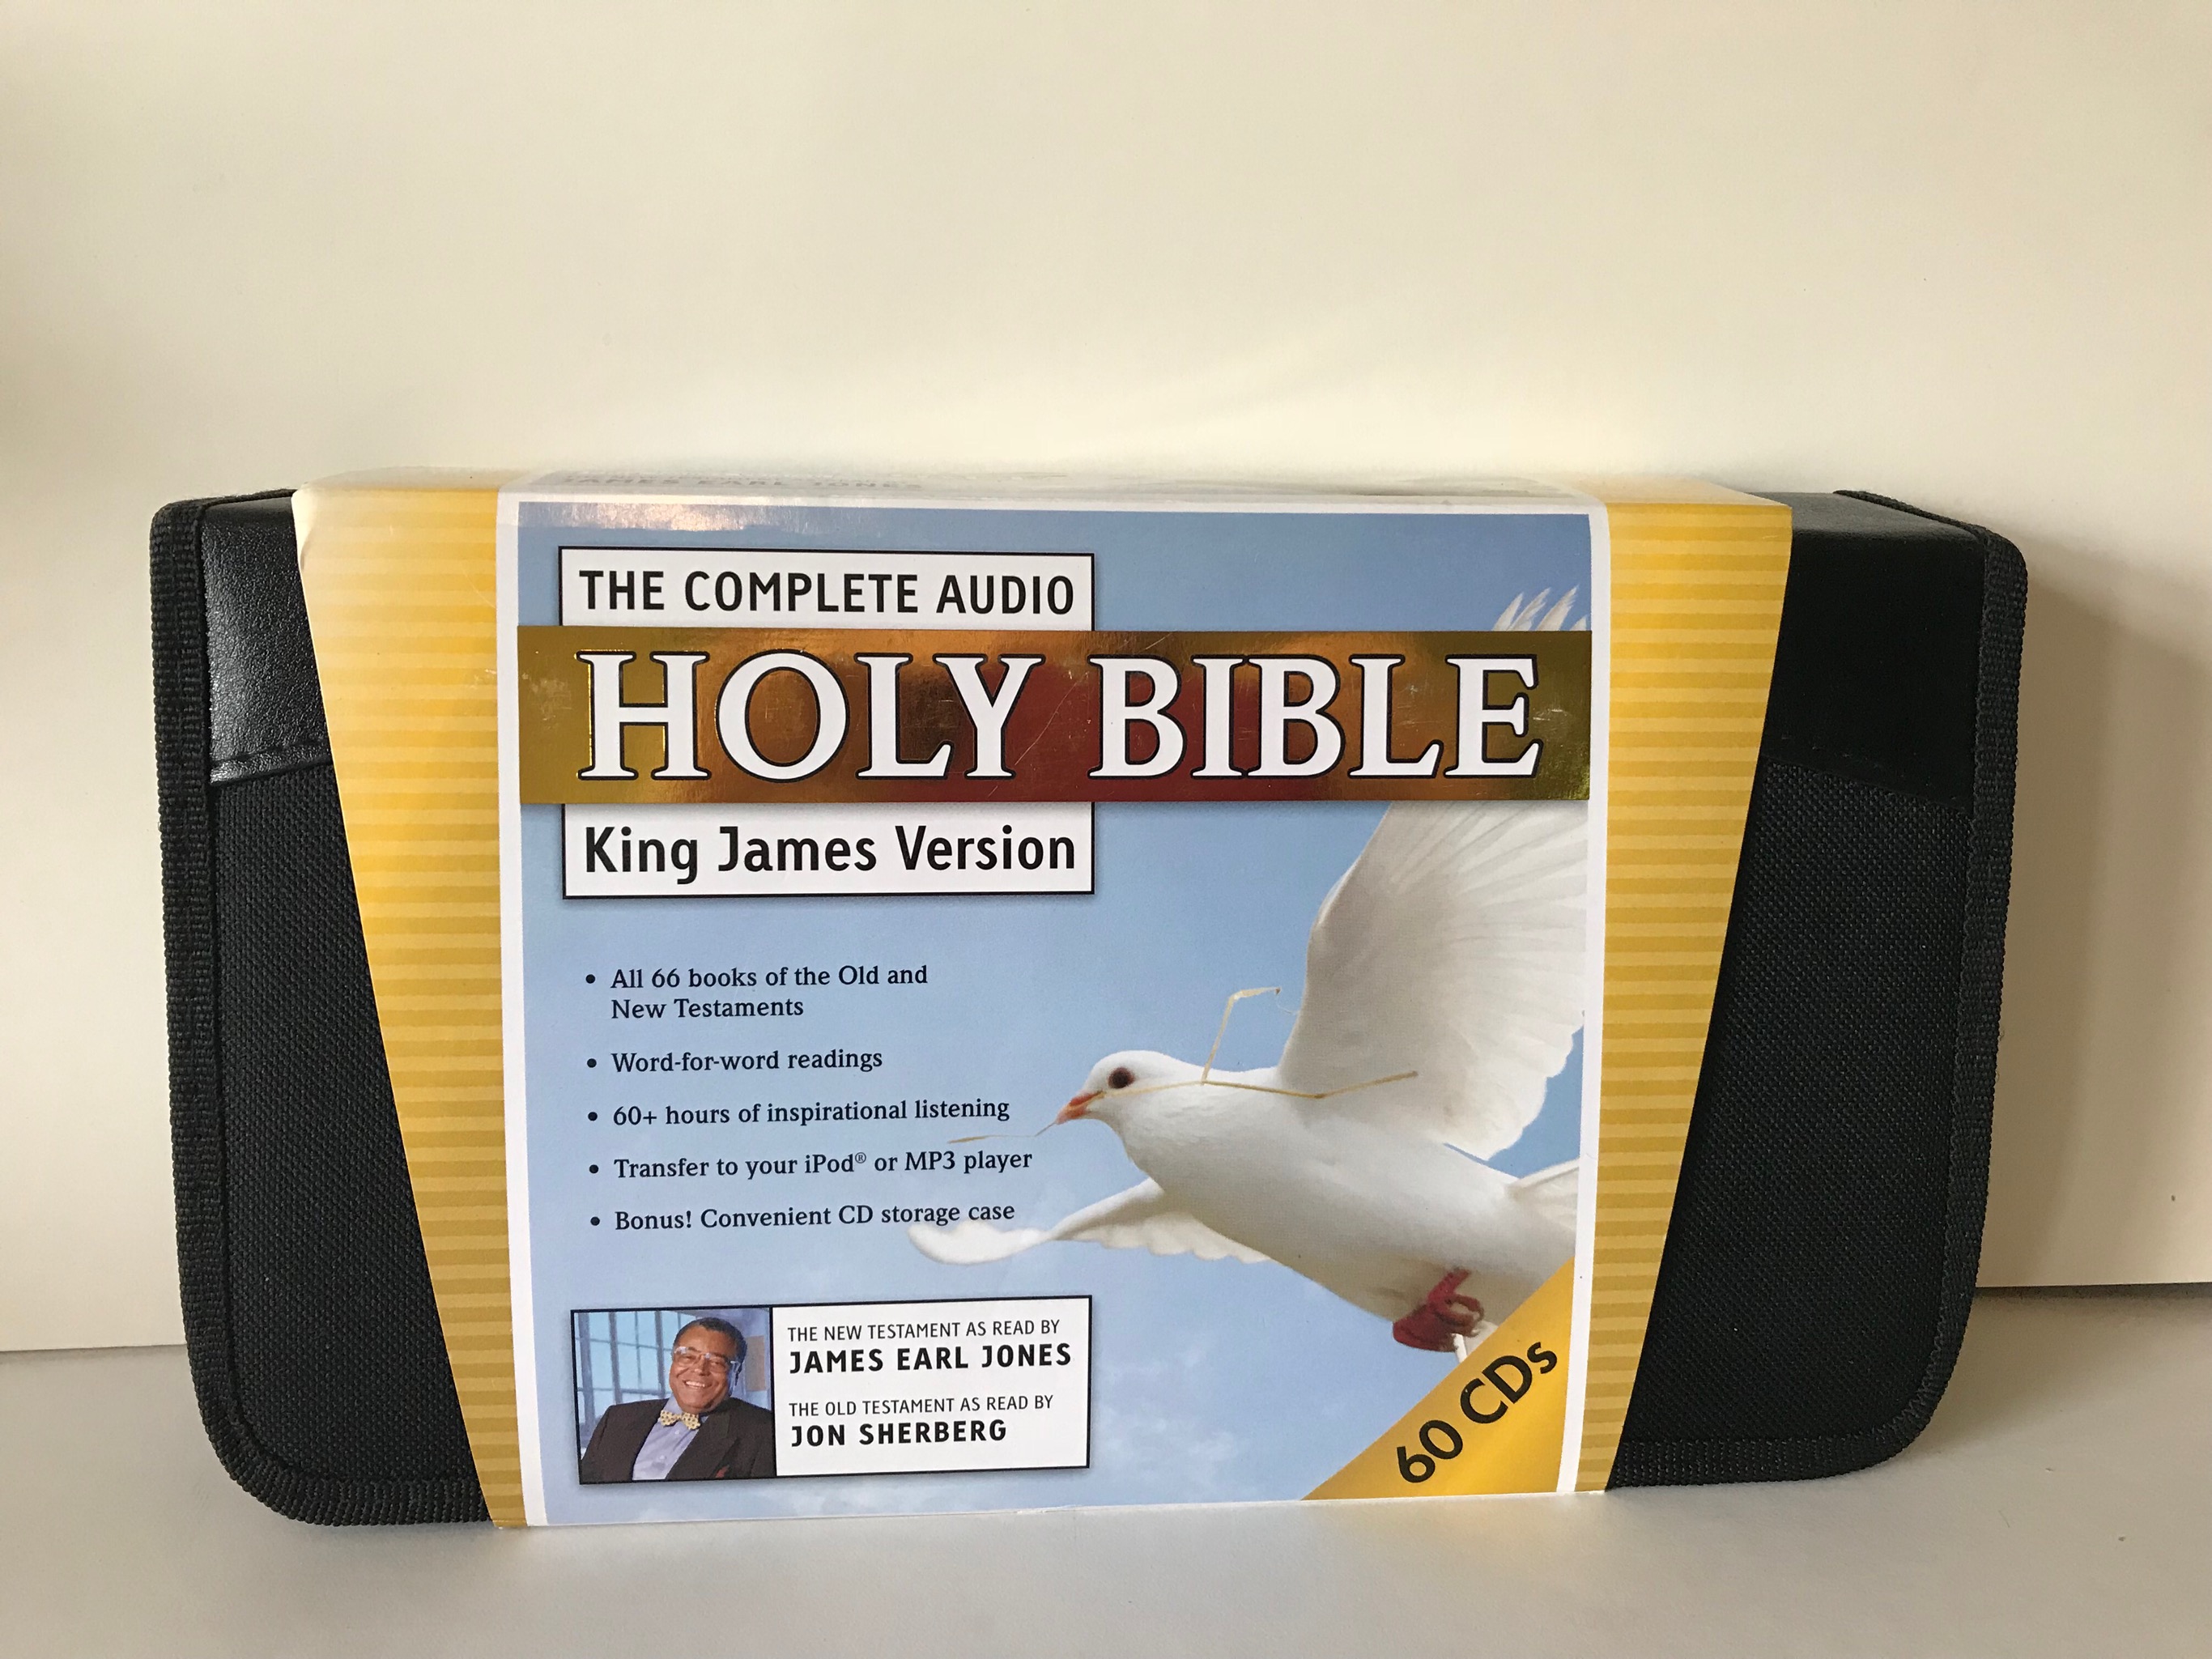 JAMES EARL JONES
THE COMPLETE AUDIO
HOLY BIBLE
King James Version
• All 66 books of the Old and
New Testaments
• Word-for-word readings
• 60+ hours of inspirational listening
• Transfer to your iPod® or MP3 player
• Bonus! Convenient CD storage case
THE NEW TESTAMENT AS READ BY
JAMES EARL JONES
THE OLD TESTAMENT AS READ BY
JON SHERBERG
60 CDs